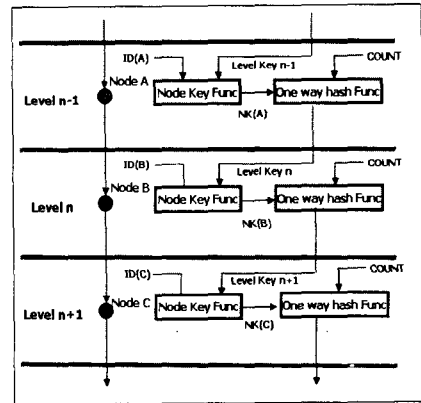 ID(A)
COUNT
Node A
Level Key n-1
Level n-1
Node Key Func
One way hash Func
NK(A)
ID(B)
COUNT
Level Key n
Node B
Level n
Node Key Func
One way hash Func
NK(B)
ID(C)
COUNT
Level Key n+1
Node C
Level n+1
Node Key Func
One way hash Func
NK(C)